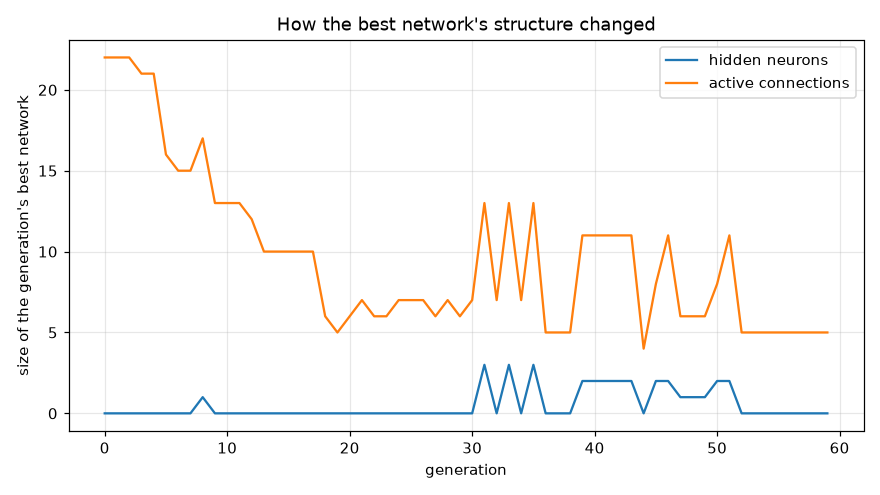 How the best network's structure changed
hidden neurons
active connections
size of the generation's best network
20
15
10
5
0
0 10 20 30 40 50 60
generation